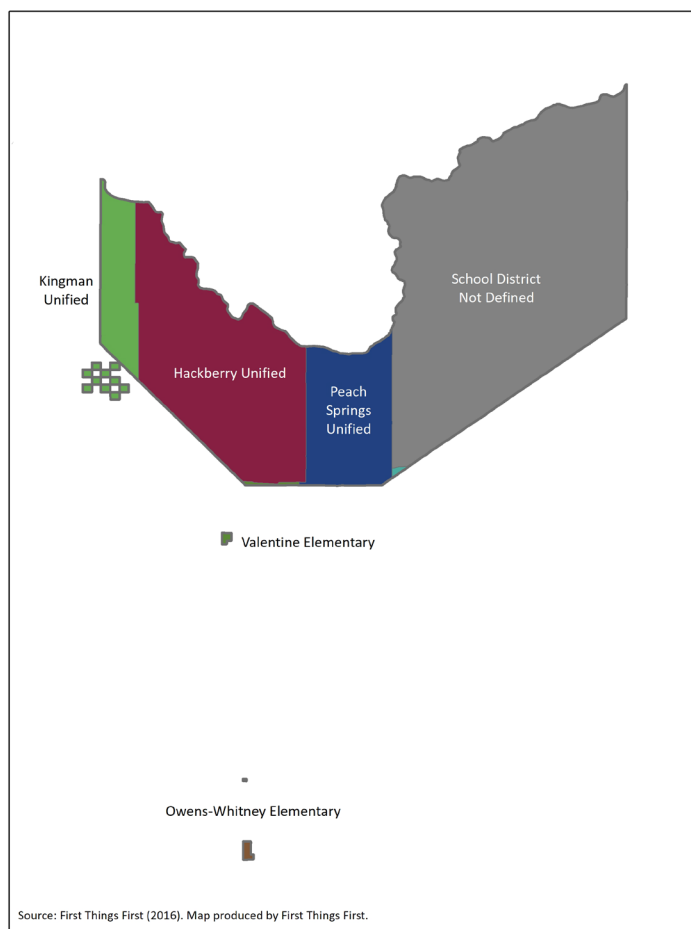 School District
Not Defined
Kingman
Unified
Hackberry Unified
Peach
Springs
Unified
Valentine Elementary
Owens-Whitney Elementary
Source: First Things First (2016). Map produced by First Things First.